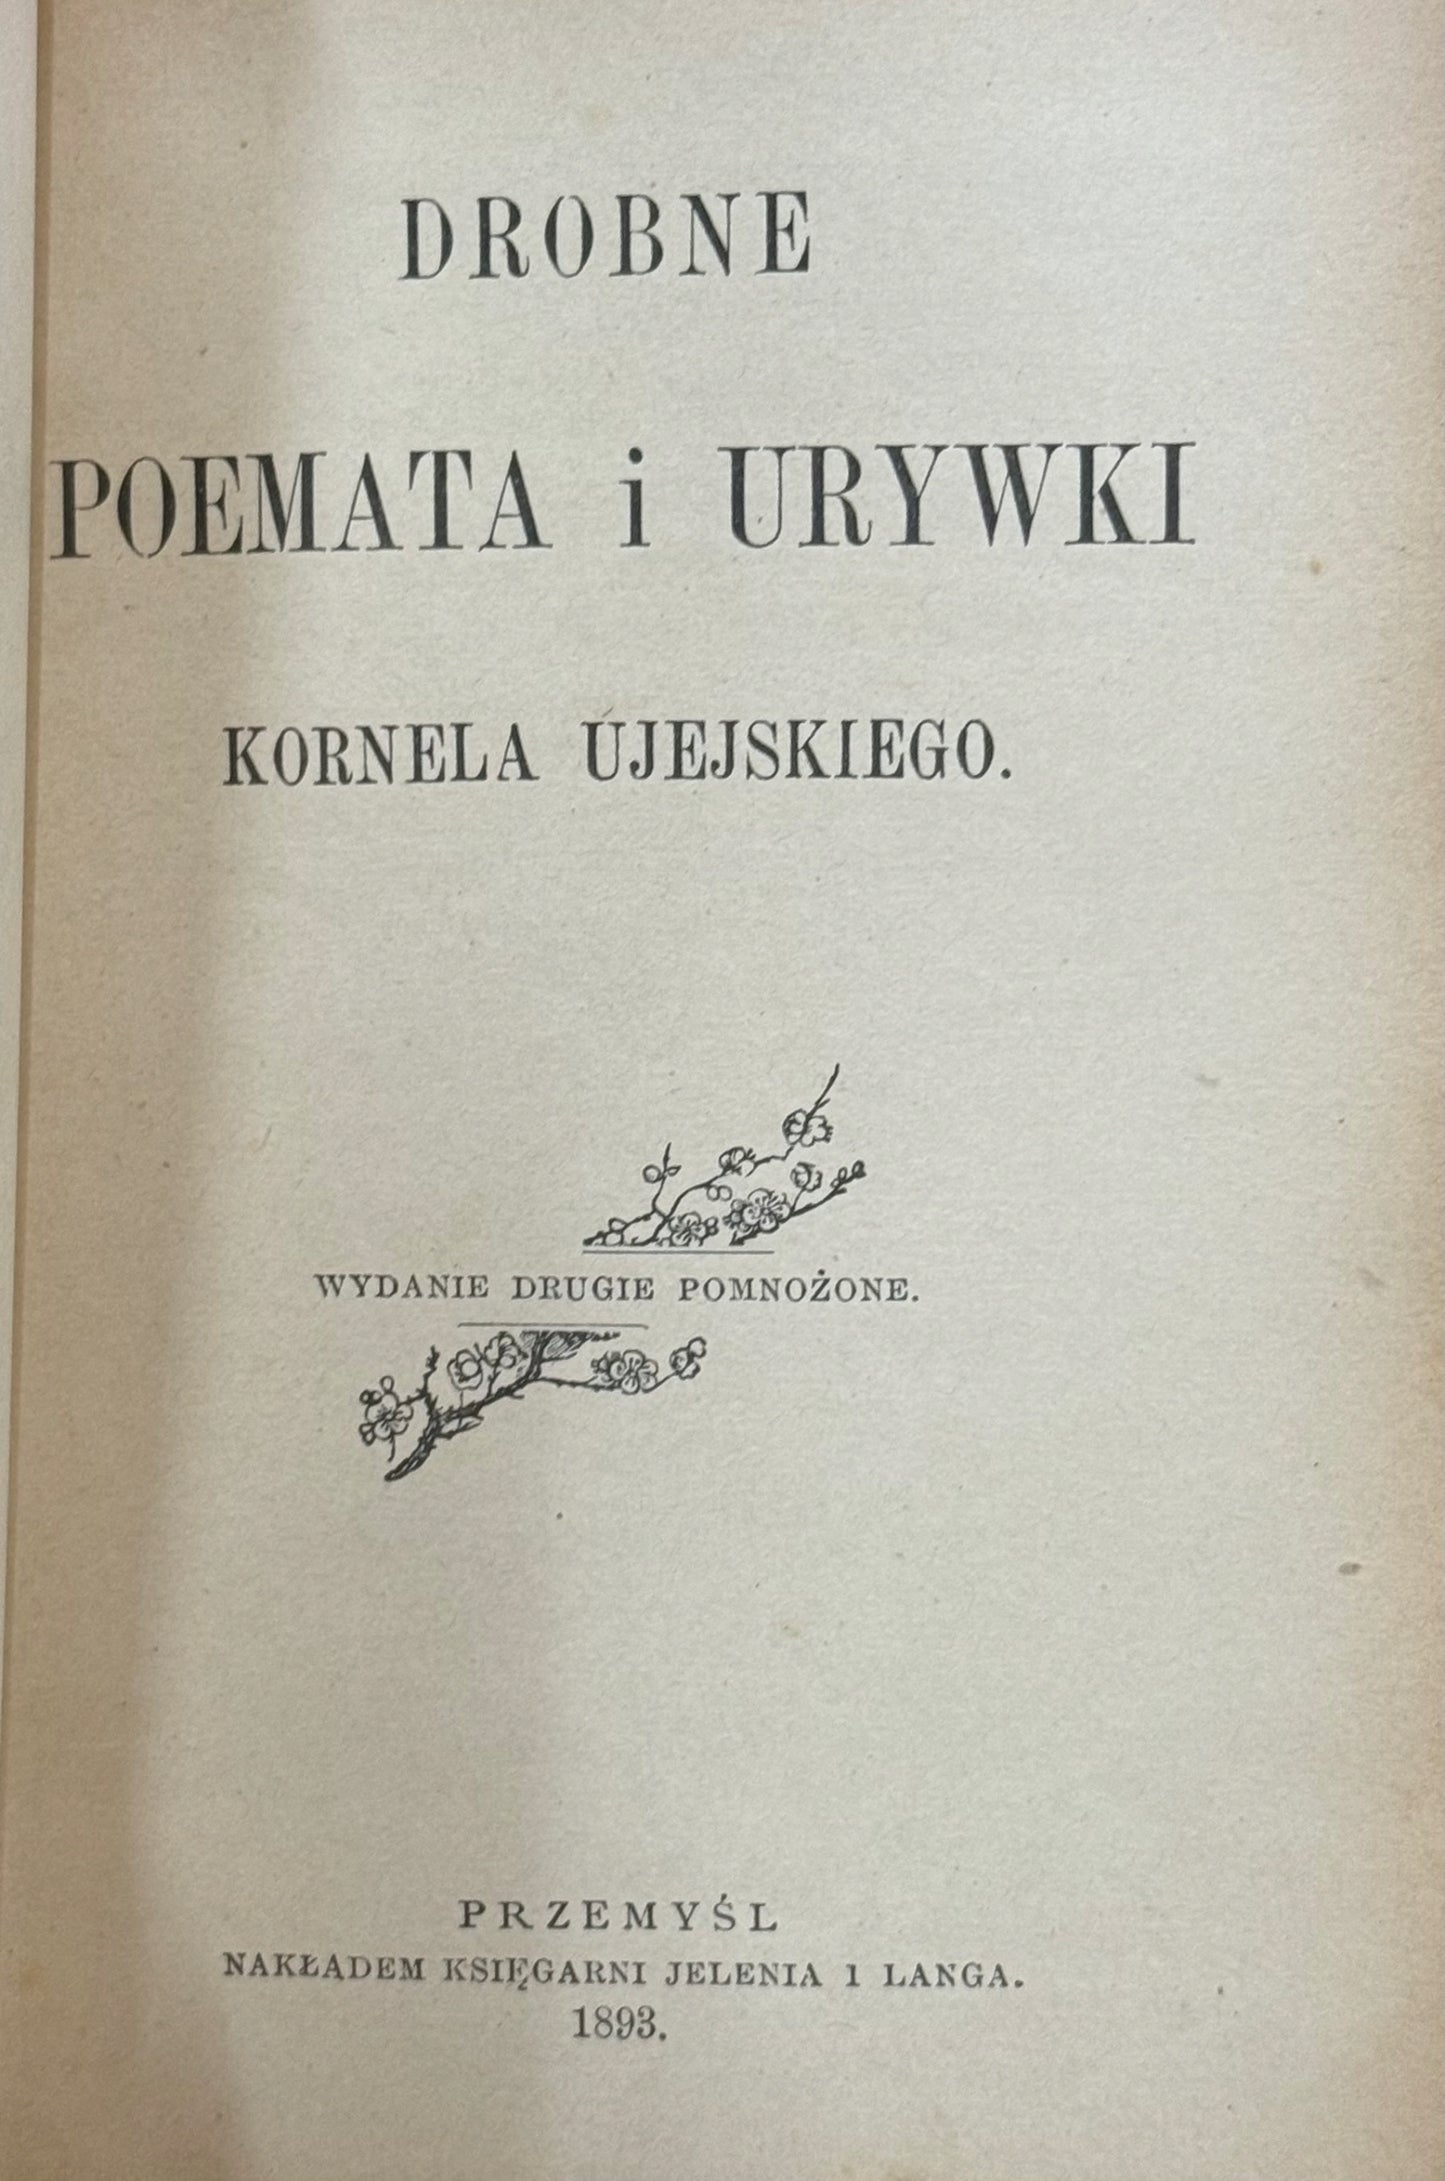 DROBNE
POEMATA i URYWKI
KORNELA UJEJSKIEGO.
WYDANIE DRUGIE POMNOŻONE.
PRZEMYŚL
NAKŁADEM KSIĘGARNI JELENIA I LANGA.
1893.